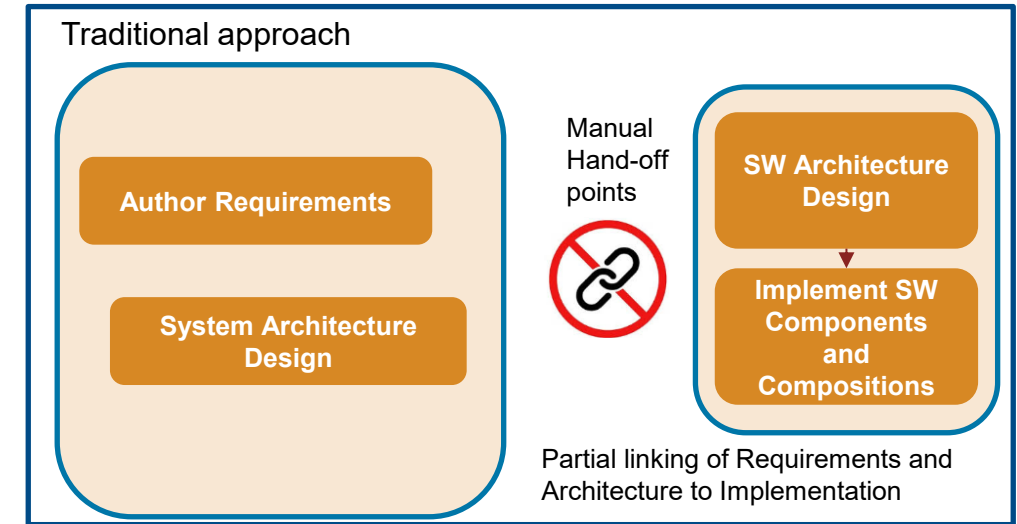 Traditional approach
Author Requirements
System Architecture
Design
Manual
Hand-off
points
SW Architecture
Design
Implement SW
Components
and
Compositions
Partial linking of Requirements and
Architecture to Implementation